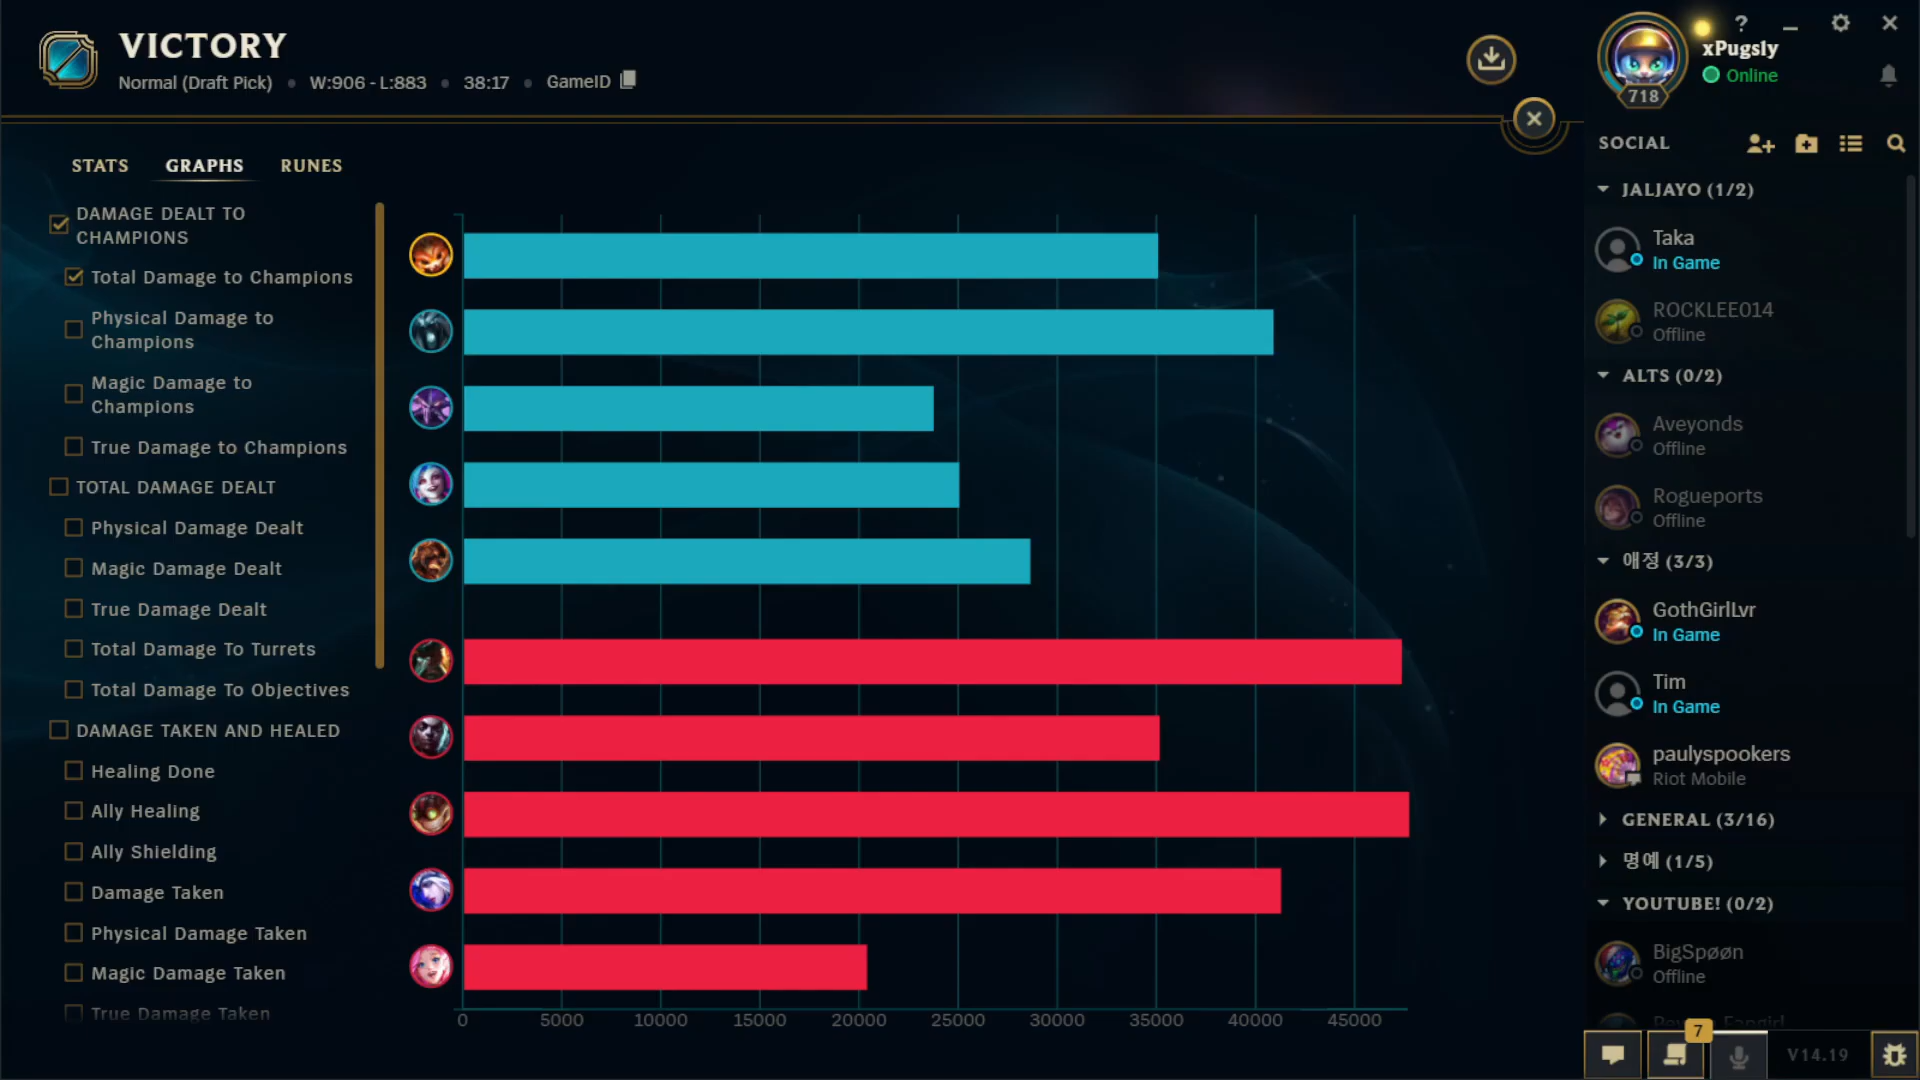 VICTORY
Normal (Draft Pick) • W:906 - L:883 • 38:17 • GameID
STATS GRAPHS RUNES
DAMAGE DEALT TO
CHAMPIONS
Total Damage to Champions
Physical Damage to
Champions
Magic Damage to
Champions
True Damage to Champions
TOTAL DAMAGE DEALT
Physical Damage Dealt
Magic Damage Dealt
True Damage Dealt
Total Damage To Turrets
Total Damage To Objectives
DAMAGE TAKEN AND HEALED
Healing Done
Ally Healing
Ally Shielding
Damage Taken
Physical Damage Taken
Magic Damage Taken
True Damage Taken
0 5000 10000 15000 20000 25000 30000 35000 40000 45000
?
xPugsly
Online
718
SOCIAL
JALJAYO (1/2)
Taka
In Game
ROCKLEE014
Offline
ALTS (0/2)
Aveyonds
Offline
Rogueports
Offline
애정 (3/3)
GothGirlLvr
In Game
Tim
In Game
paulyspookers
Riot Mobile
GENERAL (3/16)
명예 (1/5)
YOUTUBE! (0/2)
BigSpøøn
Offline
7
V14.19